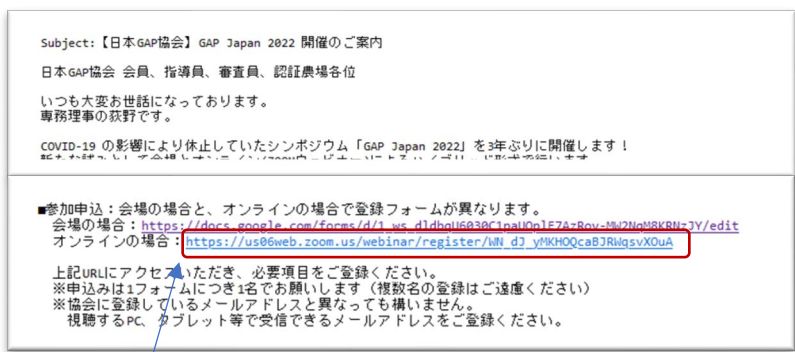 Subject:【日本GAP協会】GAP Japan 2022 開催のご案内
日本GAP協会 会員、指導員、審査員、認証農場各位
いつも大変お世話になっております。
専務理事の荻野です。
COVID-19 の影響により休止していたシンポジウム「GAP Japan 2022」を3年ぶりに開催します！
■参加申込：会場の場合と、オンラインの場合で登録フォームが異なります。
会場の場合：
オンラインの場合：https://us06web.zoom.us/webinar/register/WN_dJ_yMKHOQcaBJRWqsvXOuA
上記URLにアクセスいただき、必要項目をご登録ください。
※申込みは1フォームにつき1名でお願いします（複数名の登録はご遠慮ください）
※協会に登録しているメールアドレスと異なっても構いません。
視聴するPC、タブレット等で受信できるメールアドレスをご登録ください。